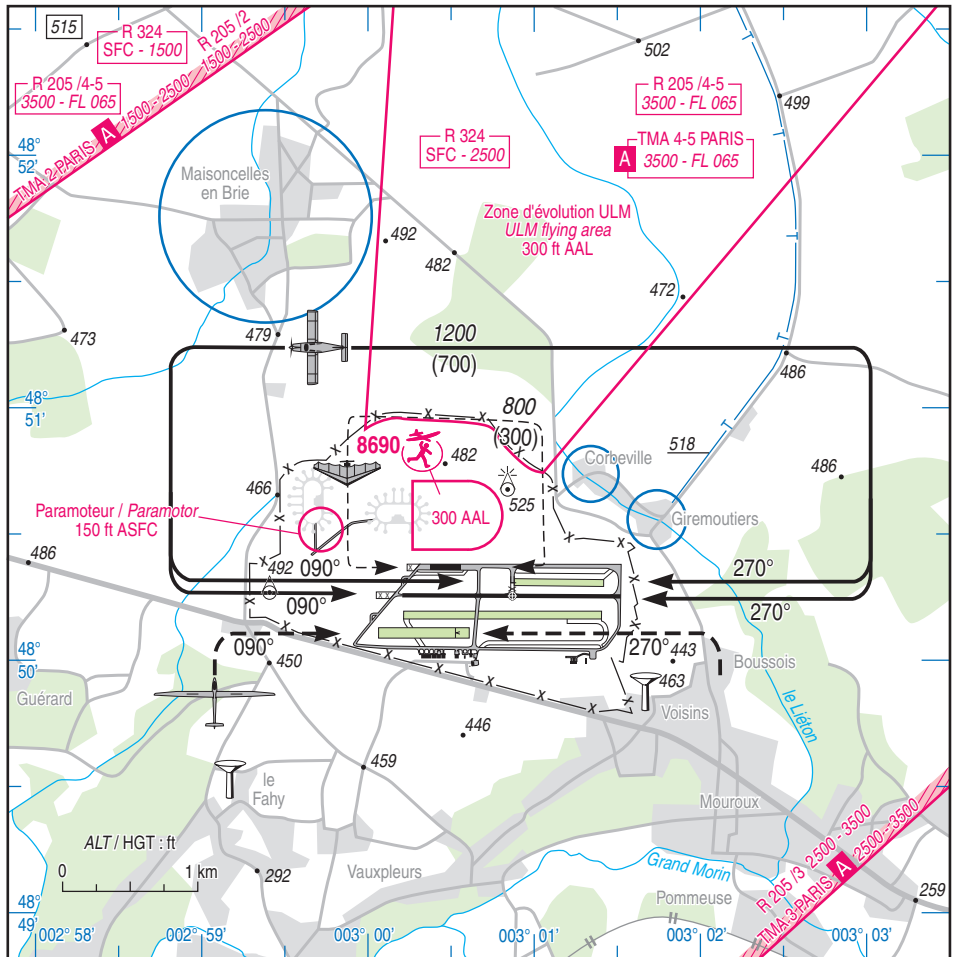 515
R 324
SFC - 1500
R 205 /2
1500 - 2500
R 205 /4-5
3500 - FL 065
TMA 2 PARIS A 1500 - 2500
502
R 205 /4-5
3500 - FL 065
499
R 324
SFC - 2500
TMA 4-5 PARIS
A 3500 - FL 065
48°
52'
Maisoncelles
en Brie
Zone d'évolution ULM
ULM flying area
300 ft AAL
492
482
472
473
479
1200
(700)
486
48°
51'
800
(300)
8690
482
518
Corbeville
486
466
525
Paramoteur / Paramotor
150 ft ASFC
300 AAL
Giremoutiers
486
492
090°
270°
090°
270°
090°
270°
443
450
48°
50'
Boussois
463
Guérard
Voisins
le Liéton
446
459
le
Fahy
Mouroux
ALT / HGT : ft
0 1 km
292
Vauxpleurs
Grand Morin
R 205 /3 2500 - 3500
TMA 3 PARIS A 2500 - 3500
259
Pommeuse
48°
49'
002° 58'
002° 59'
003° 00'
003° 01'
003° 02'
003° 03'